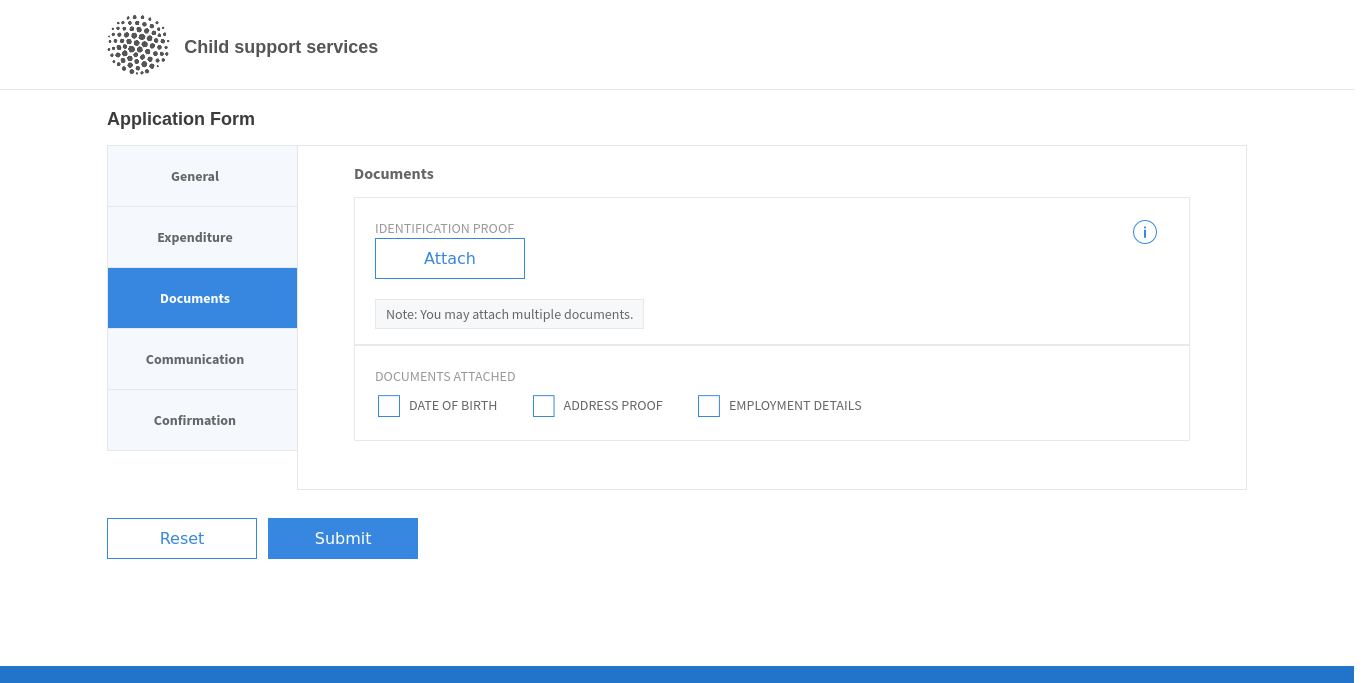 Child support services
Application Form
General
Expenditure
Documents
Communication
Confirmation
Documents
IDENTIFICATION PROOF
i
Attach
Note: You may attach multiple documents.
DOCUMENTS ATTACHED
DATE OF BIRTH ADDRESS PROOF EMPLOYMENT DETAILS
Reset Submit